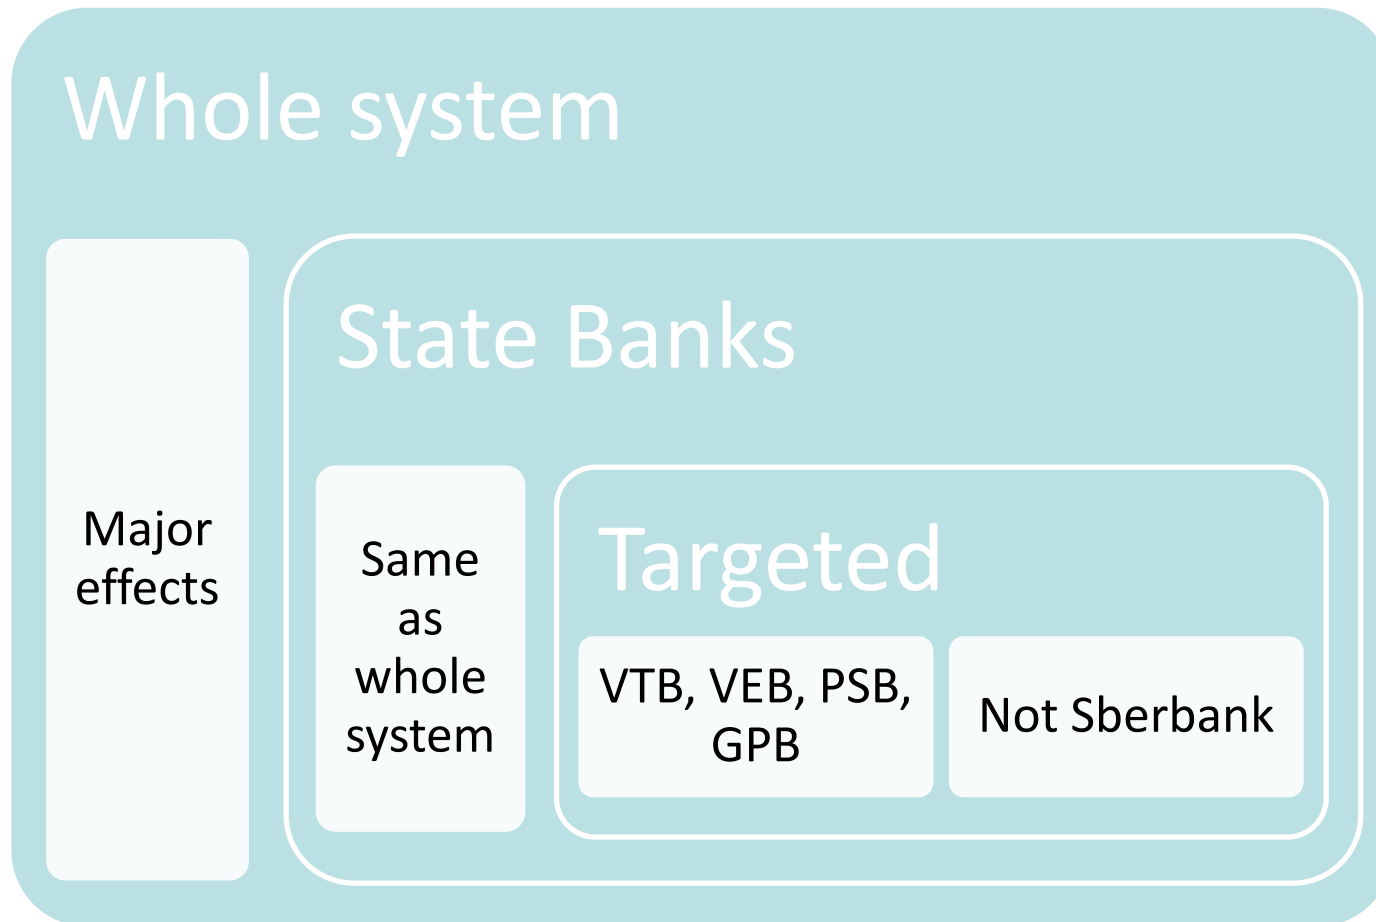 Whole system
Major
effects
State Banks
Same
as
whole
system
Targeted
VTB, VEB, PSB,
GPB
Not Sberbank